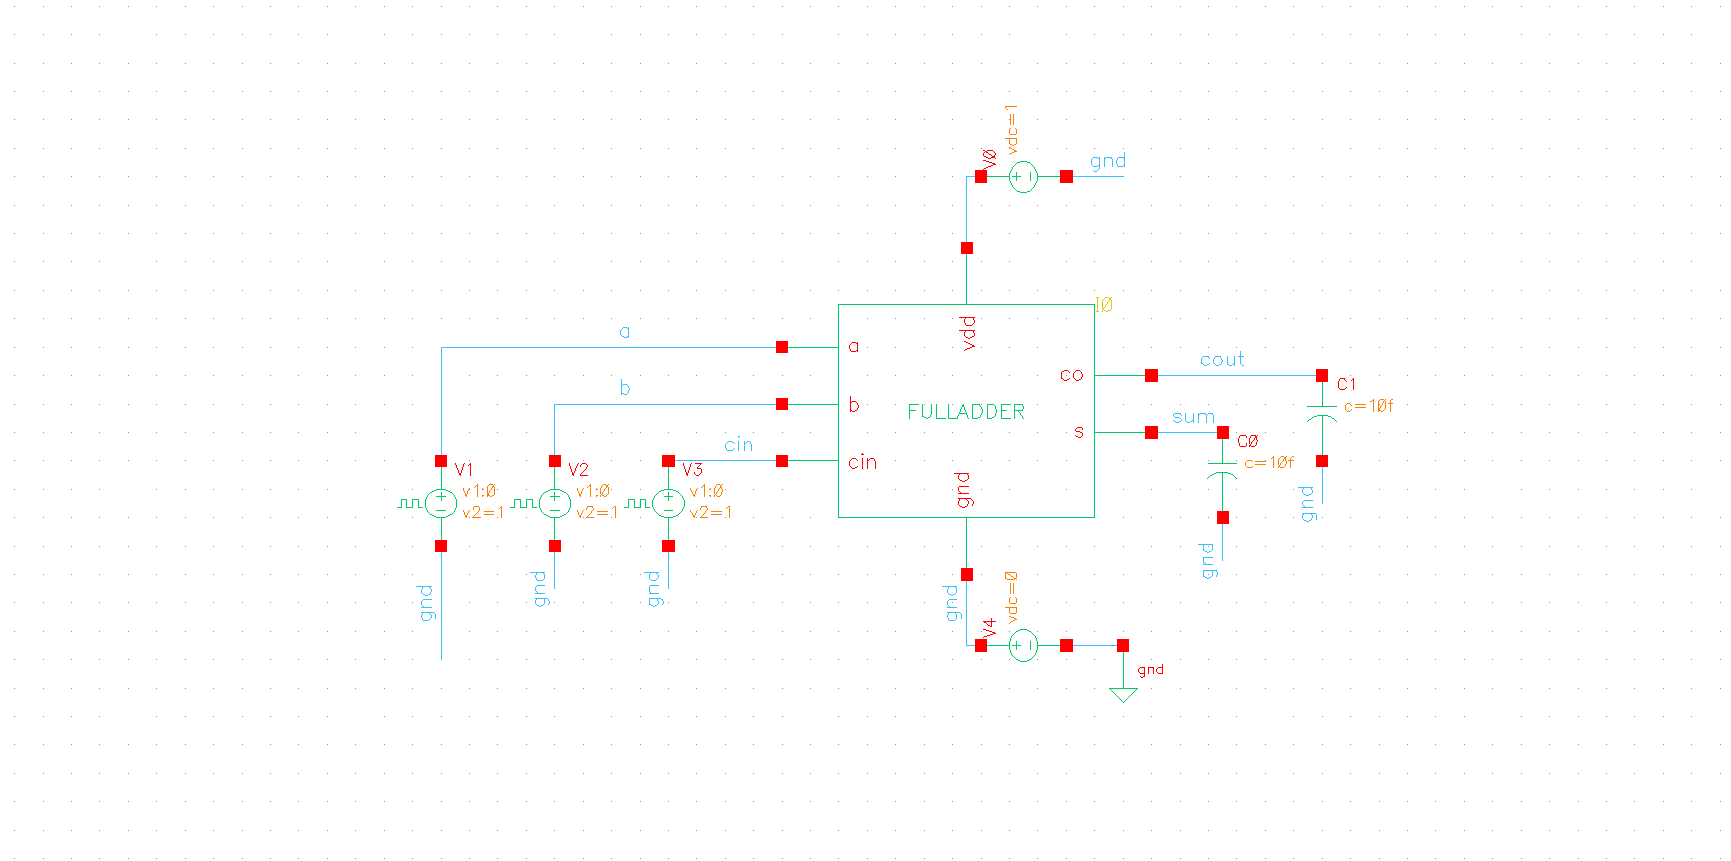 vdc=1
V0
gnd
I0
vdd
a
a
b
b
cin
cin
FULLADDER
co
s
gnd
cout
C1
c=10f
sum
C0
c=10f
gnd
gnd
V1
v1:0
v2=1
V2
v1:0
v2=1
V3
v1:0
v2=1
gnd
gnd
gnd
gnd
vdc=0
V4
gnd